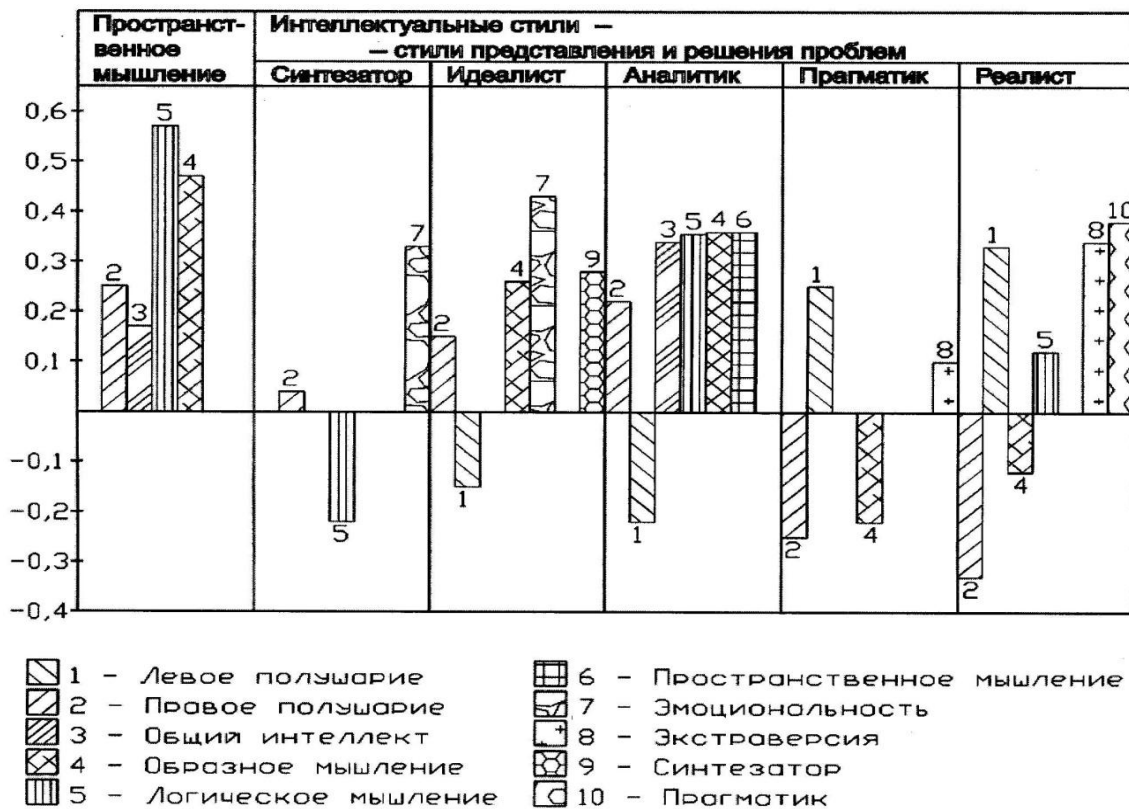 Пространст-
венное
мышление
Интеллектуальные стили –
– стили представления и решения проблем
Синтезатор Идеалист Аналитик Прагматик Реалист
0,6
0,5
0,4
0,3
0,2
0,1
-0,1
-0,2
-0,3
-0,4
2 3 5 4
2 5 7
2 1 4 7 9
2 1 3 5 4 6
2 1 4 8
2 1 4 5 8 10
1 - Левое полушарие
2 - Правое полушарие
3 - Общий интеллект
4 - Образное мышление
5 - Логическое мышление
6 - Пространственное мышление
7 - Эмоциональность
8 - Экстраверсия
9 - Синтезатор
10 - Прагматик